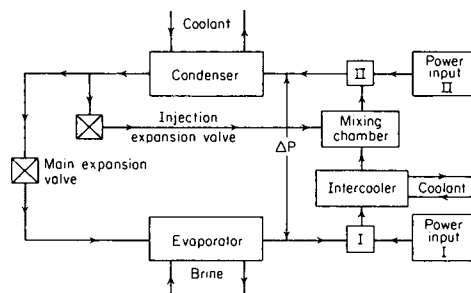 Coolant
Condenser
II
Power
input
II
Injection
expansion valve
Mixing
chamber
Main expansion
valve
ΔP
Intercooler
Coolant
Evaporator
I
Power
input
I
Brine